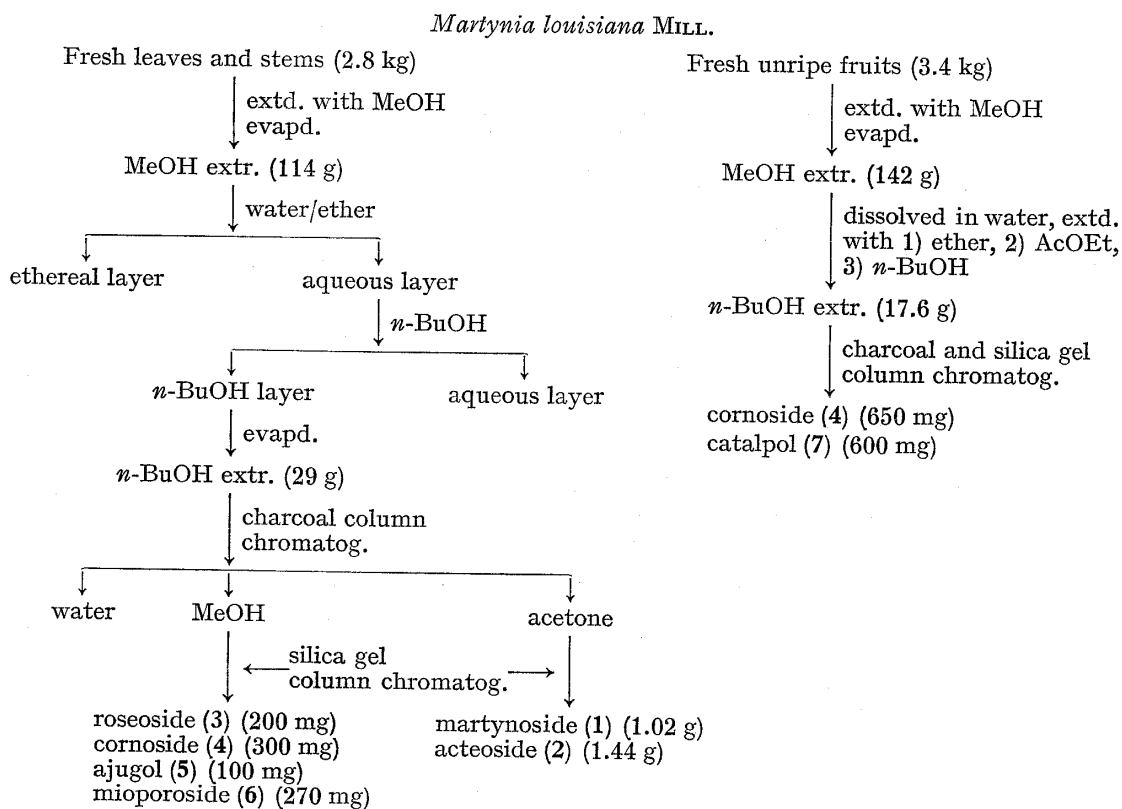 Martynia louisiana MILL.
Fresh leaves and stems (2.8 kg)
extd. with MeOH
evapd.
MeOH extr. (114 g)
water/ether
ethereal layer
aqueous layer
n-BuOH
n-BuOH layer
aqueous layer
evapd.
n-BuOH extr. (29 g)
charcoal column
chromatog.
water
MeOH
acetone
silica gel
column chromatog.
roseoside (3) (200 mg)
cornoside (4) (300 mg)
ajugol (5) (100 mg)
mioporoside (6) (270 mg)
martynoside (1) (1.02 g)
acteoside (2) (1.44 g)
Fresh unripe fruits (3.4 kg)
extd. with MeOH
evapd.
MeOH extr. (142 g)
dissolved in water, extd.
with 1) ether, 2) AcOEt,
3) n-BuOH
n-BuOH extr. (17.6 g)
charcoal and silica gel
column chromatog.
cornoside (4) (650 mg)
catalpol (7) (600 mg)